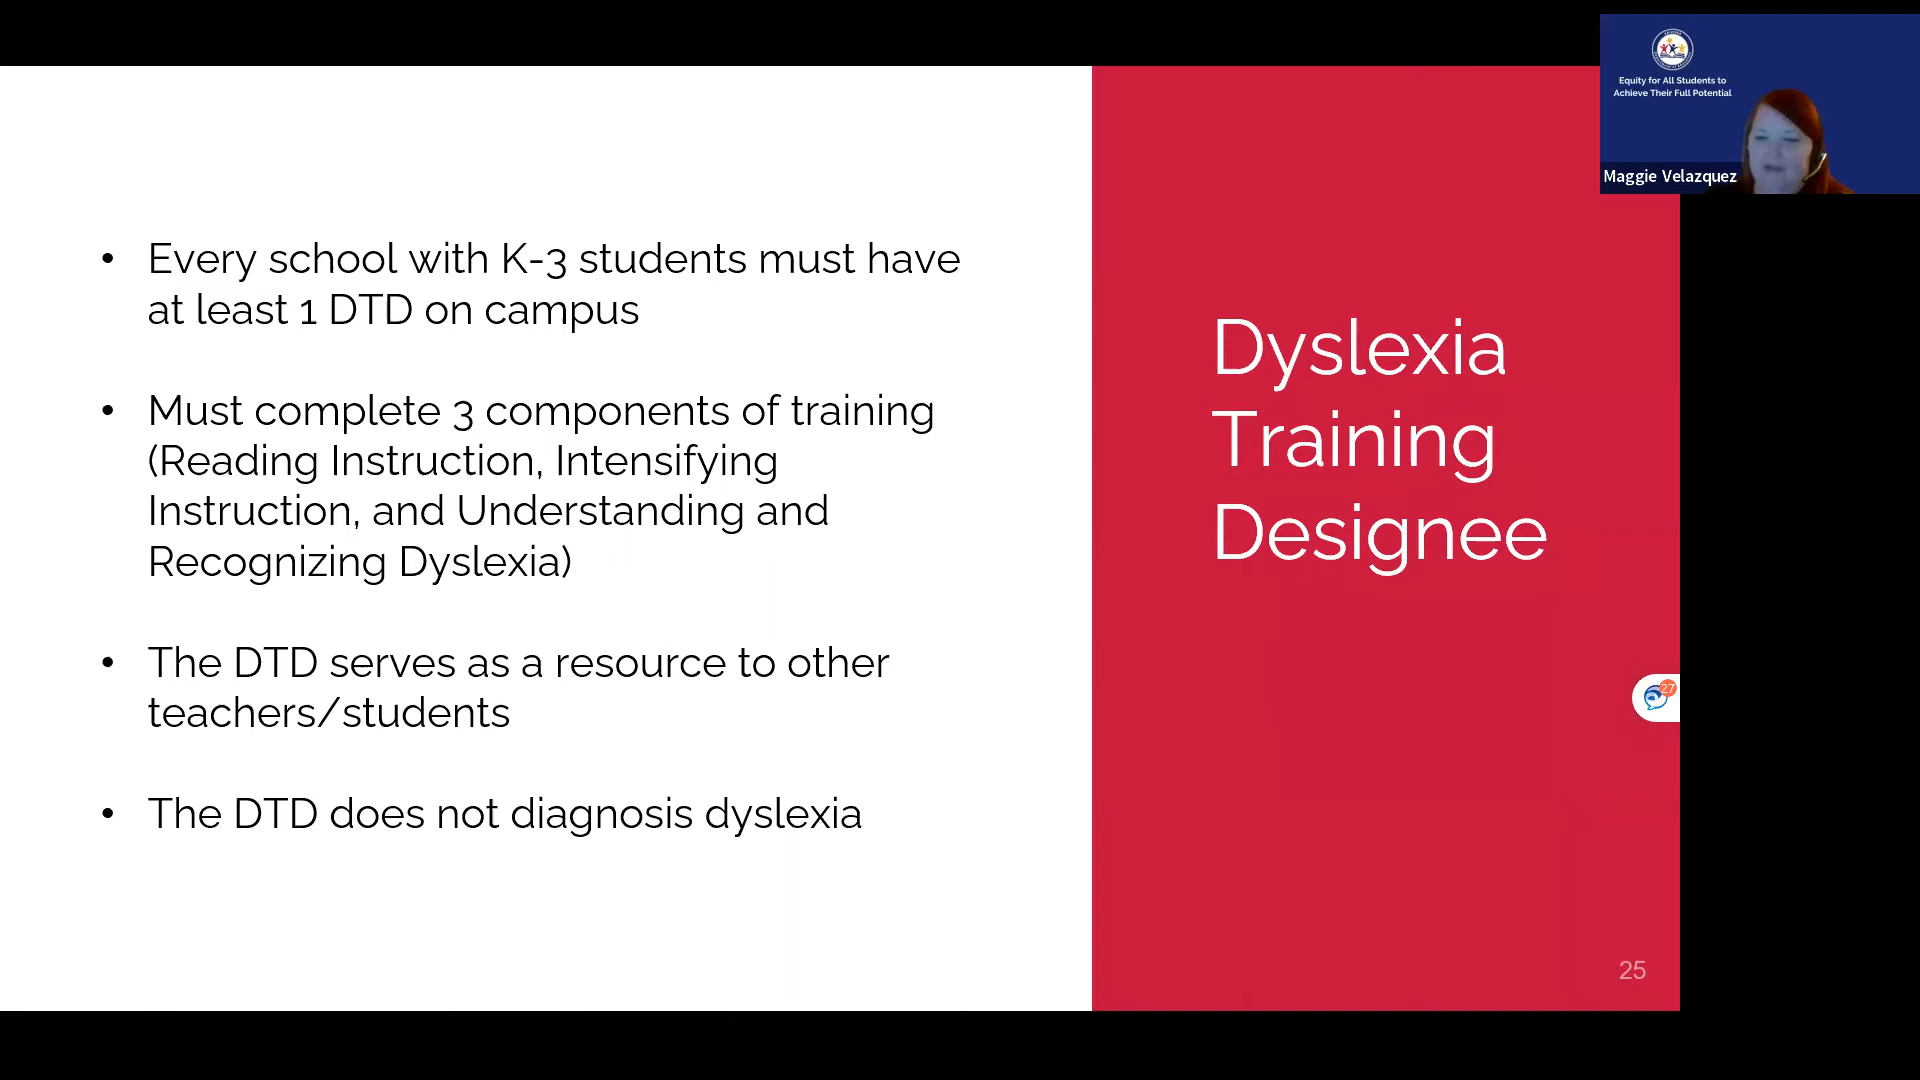 Equity for All Students to
Achieve Their Full Potential
Maggie Velazquez
• Every school with K-3 students must have
at least 1 DTD on campus
• Must complete 3 components of training
(Reading Instruction, Intensifying
Instruction, and Understanding and
Recognizing Dyslexia)
• The DTD serves as a resource to other
teachers/students
• The DTD does not diagnosis dyslexia
Dyslexia
Training
Designee
27
25